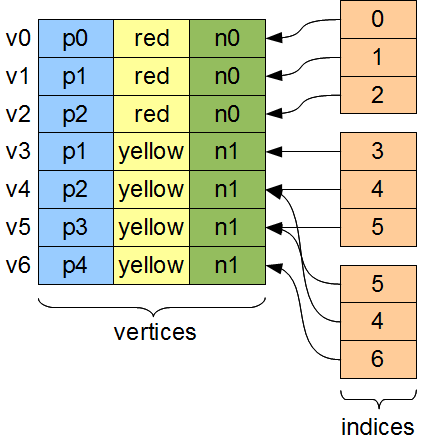 v0 p0 red n0
v1 p1 red n0
v2 p2 red n0
v3 p1 yellow n1
v4 p2 yellow n1
v5 p3 yellow n1
v6 p4 yellow n1
vertices
0
1
2
3
4
5
5
4
6
indices